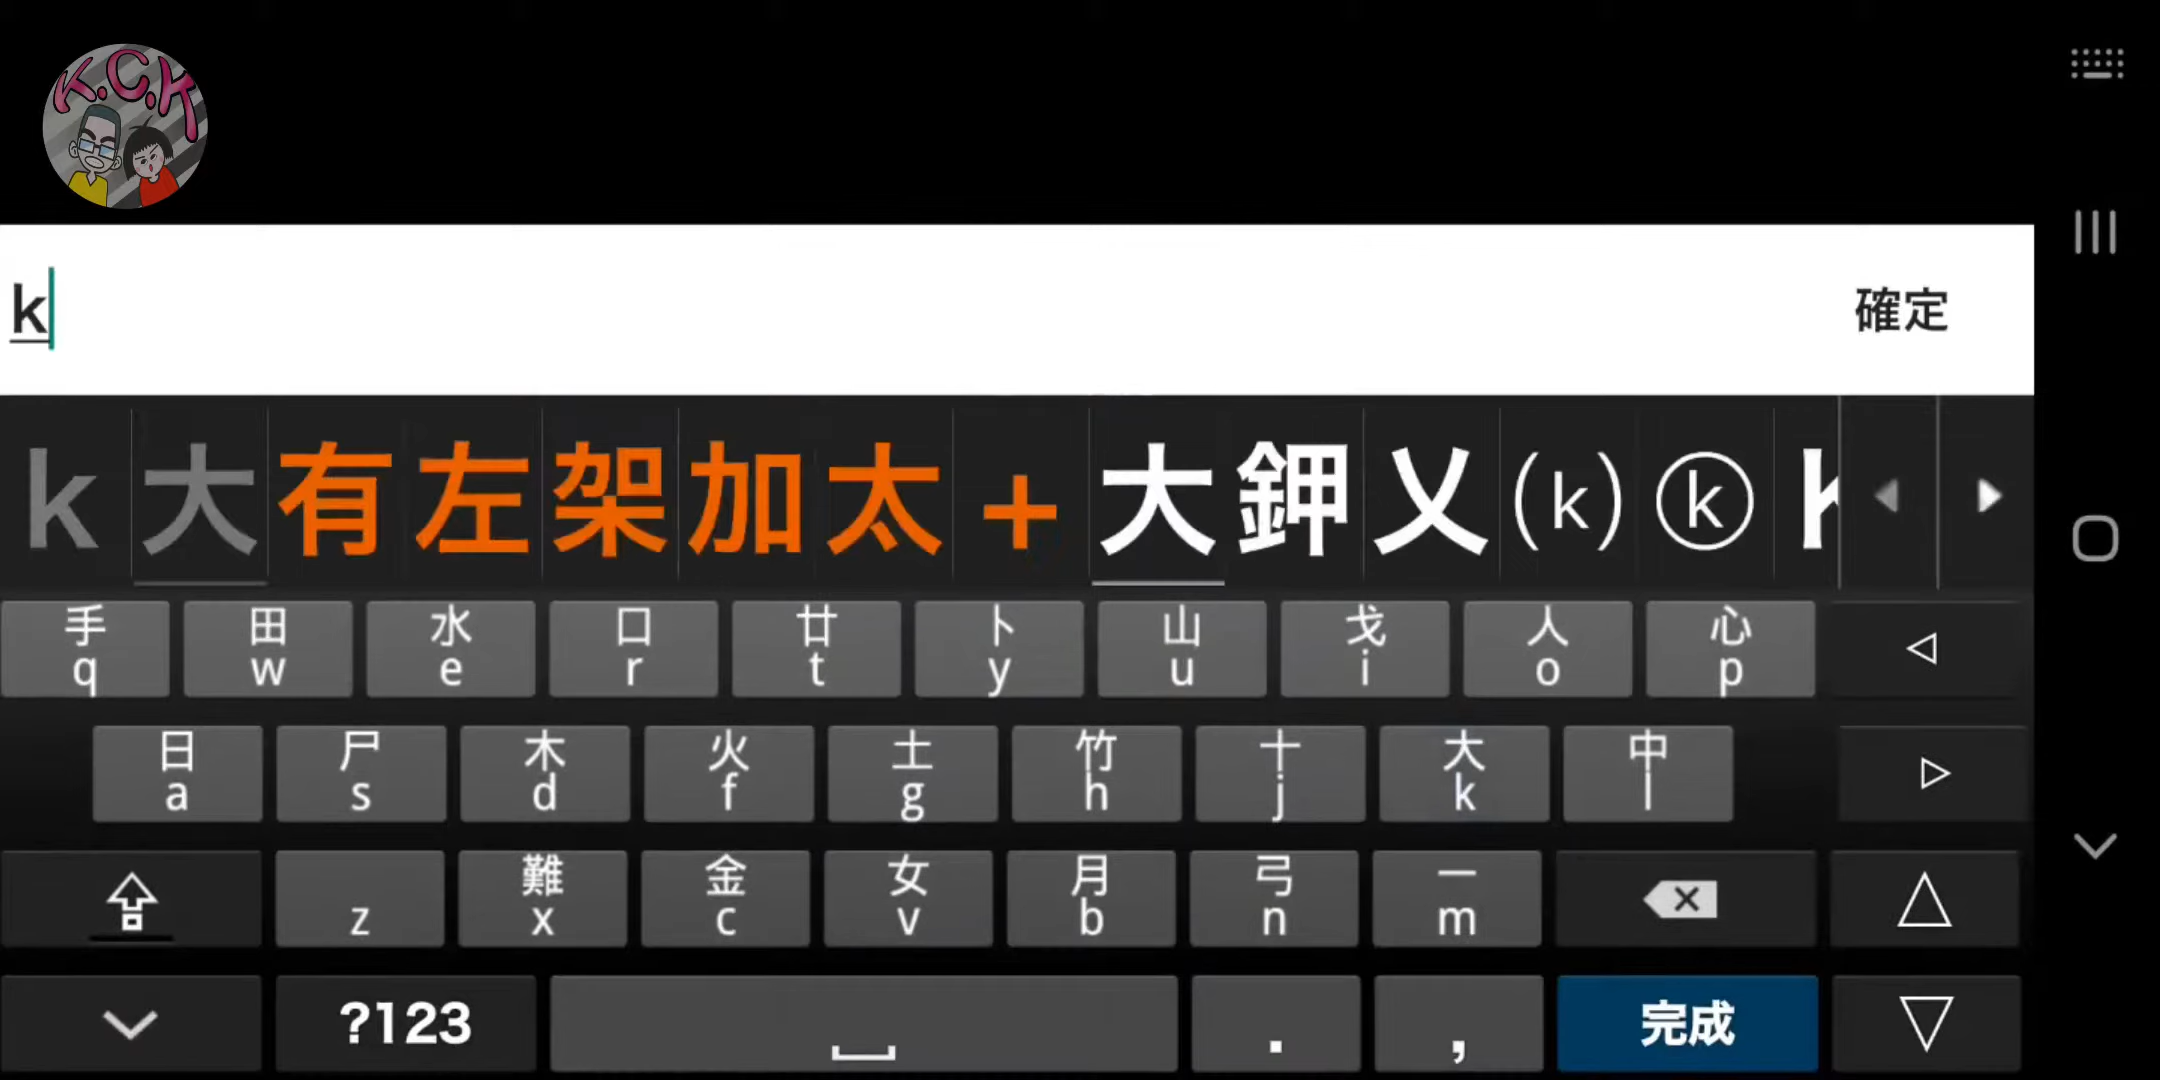 K.C.K
k 確定
k 大 有 左 架 加 太 + 大 鉀 乂 (k) ⓚ
手 田 水 口 廿 卜 山 戈 人 心
q w e r t y u i o p
日 尸 木 火 土 竹 十 大 中
a s d f g h j k l
難 金 女 月 弓 一
z x c v b n m
?123 . , 完成